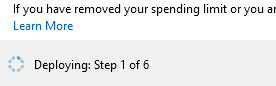 If you have removed your spending limit or you
Learn More
Deploying: Step 1 of 6